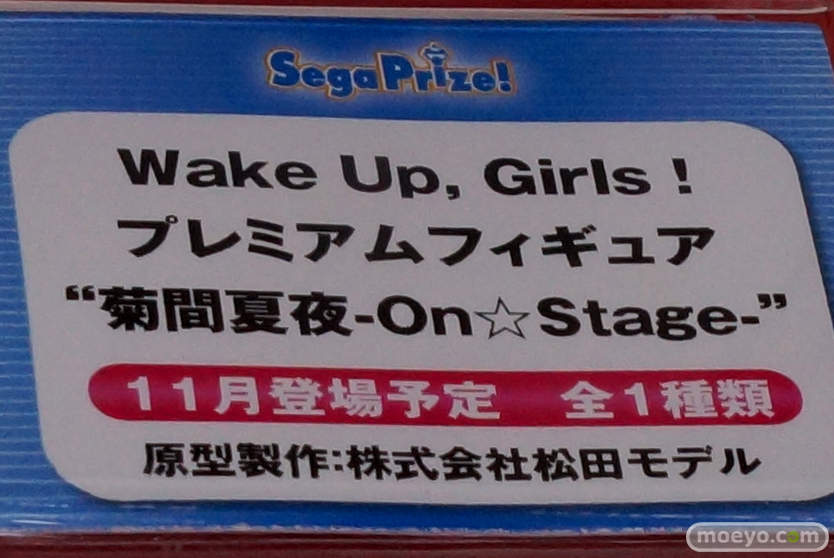 SegaPrize!
Wake Up, Girls！
プレミアムフィギュア
“菊間夏夜-On☆Stage-”
11月登場予定　全1種類
原型製作:株式会社松田モデル
moeyo.com